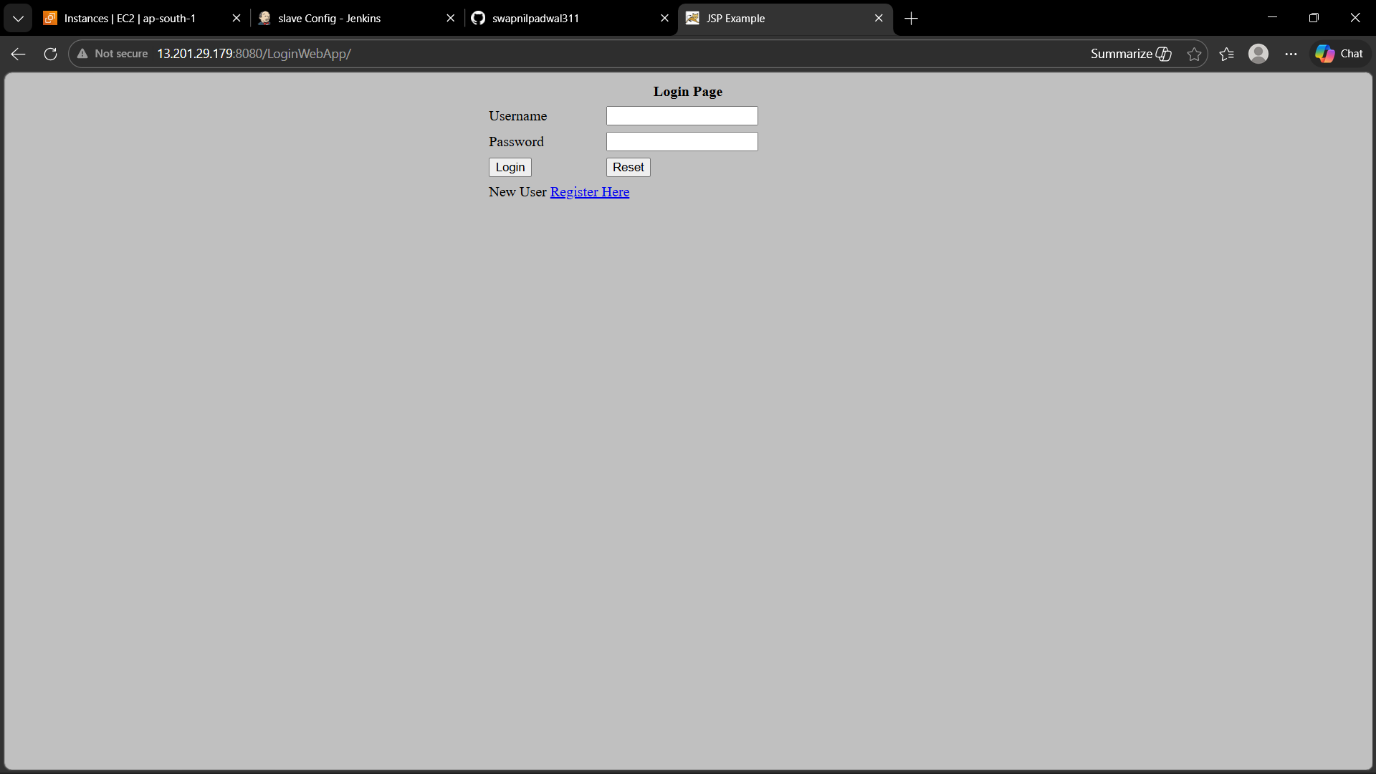 Instances | EC2 | ap-south-1
slave Config - Jenkins
swapnilpadwal311
JSP Example
Not secure 13.201.29.179:8080/LoginWebApp/
Summarize
Chat
Login Page
Username
Password
Login Reset
New User Register Here